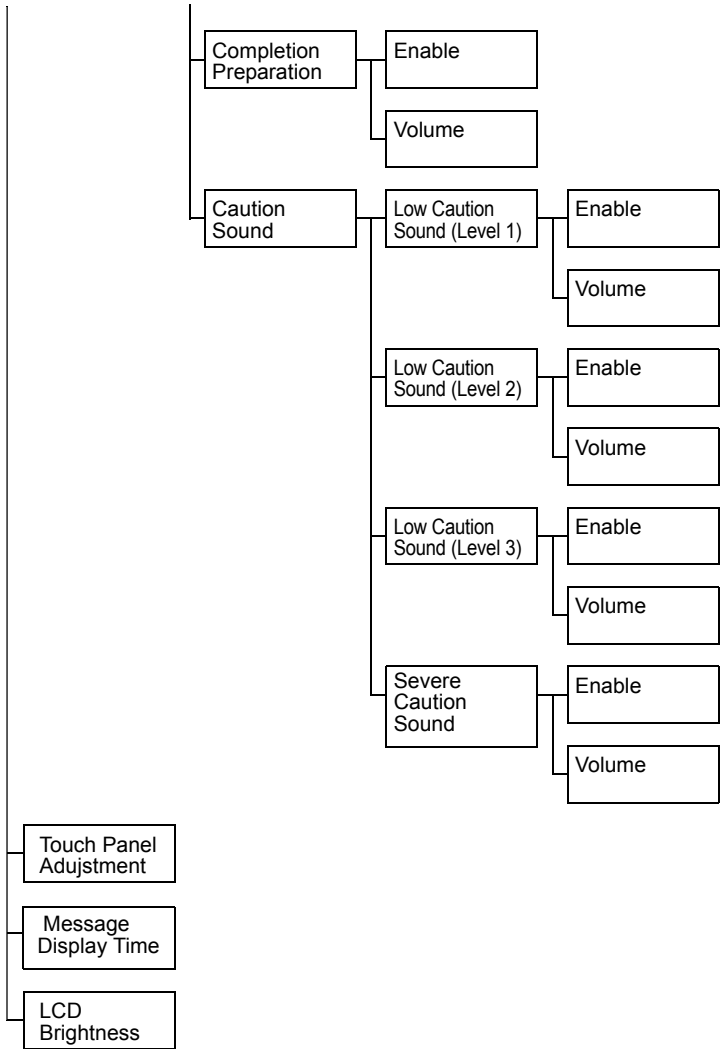 Completion
Preparation
Enable
Volume
Caution
Sound
Low Caution
Sound (Level 1)
Enable
Volume
Low Caution
Sound (Level 2)
Enable
Volume
Low Caution
Sound (Level 3)
Enable
Volume
Severe
Caution
Sound
Enable
Volume
Touch Panel
Adujstment
Message
Display Time
LCD
Brightness